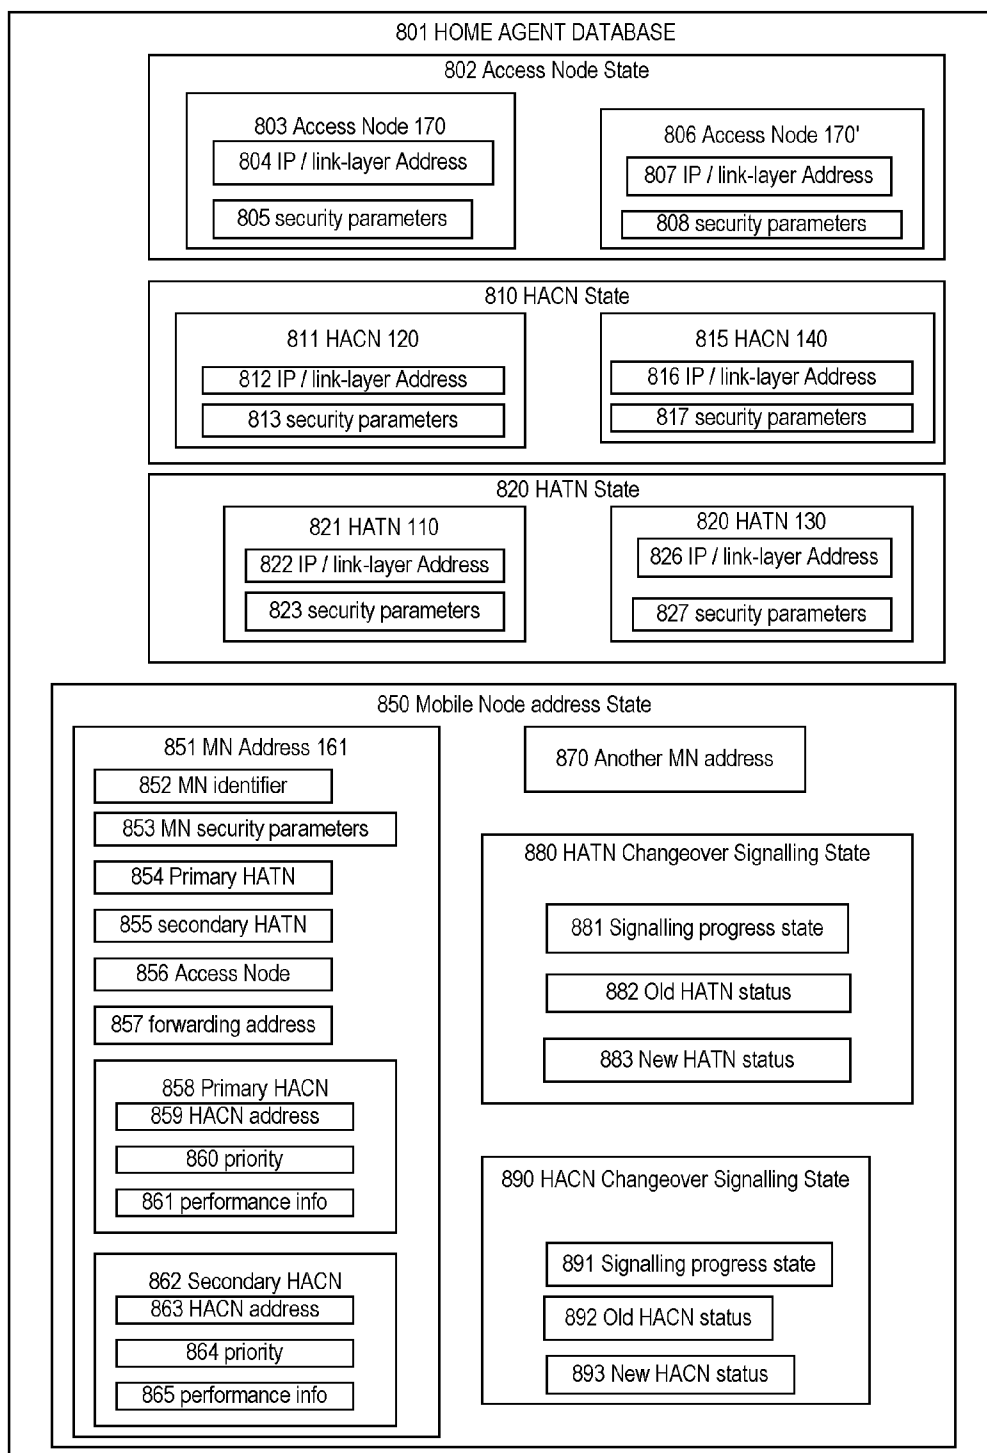 801 HOME AGENT DATABASE
802 Access Node State
803 Access Node 170
804 IP / link-layer Address
805 security parameters
806 Access Node 170'
807 IP / link-layer Address
808 security parameters
810 HACN State
811 HACN 120
812 IP / link-layer Address
813 security parameters
815 HACN 140
816 IP / link-layer Address
817 security parameters
820 HATN State
821 HATN 110
822 IP / link-layer Address
823 security parameters
820 HATN 130
826 IP / link-layer Address
827 security parameters
850 Mobile Node address State
851 MN Address 161
852 MN identifier
853 MN security parameters
854 Primary HATN
855 secondary HATN
856 Access Node
857 forwarding address
858 Primary HACN
859 HACN address
860 priority
861 performance info
862 Secondary HACN
863 HACN address
864 priority
865 performance info
870 Another MN address
880 HATN Changeover Signalling State
881 Signalling progress state
882 Old HATN status
883 New HATN status
890 HACN Changeover Signalling State
891 Signalling progress state
892 Old HACN status
893 New HACN status